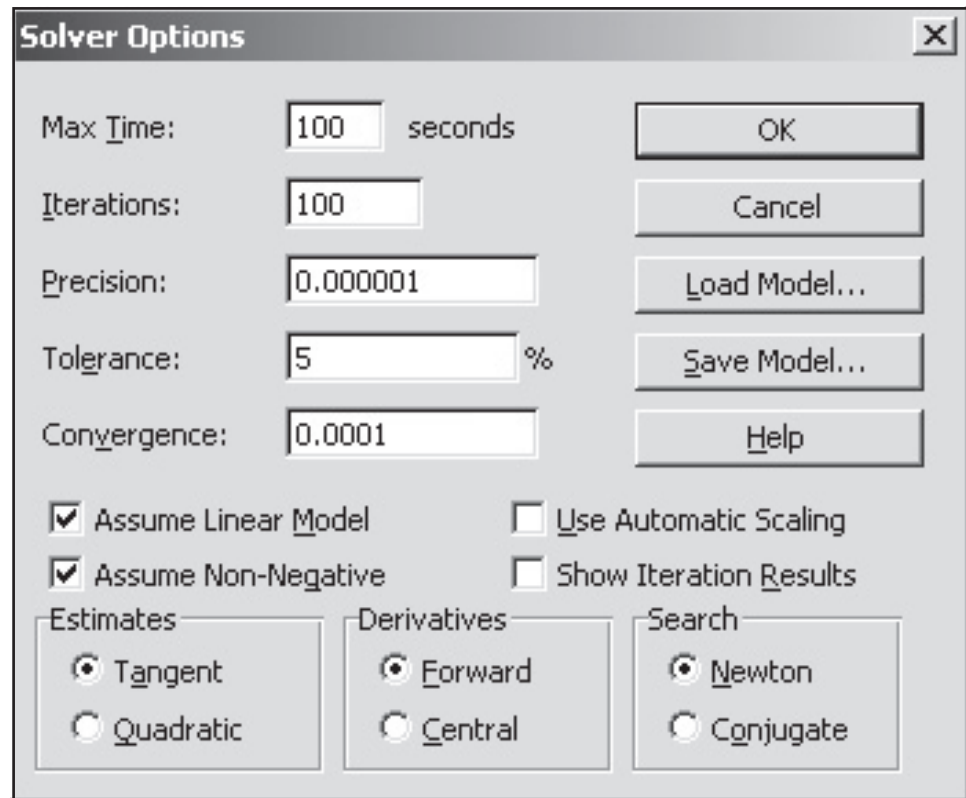 Solver Options
Max Time: 100 seconds
OK
Iterations: 100
Cancel
Precision: 0.000001
Load Model...
Tolerance: 5 %
Save Model...
Convergence: 0.0001
Help
Assume Linear Model
Use Automatic Scaling
Assume Non-Negative
Show Iteration Results
Estimates
Tangent
Quadratic
Derivatives
Forward
Central
Search
Newton
Conjugate